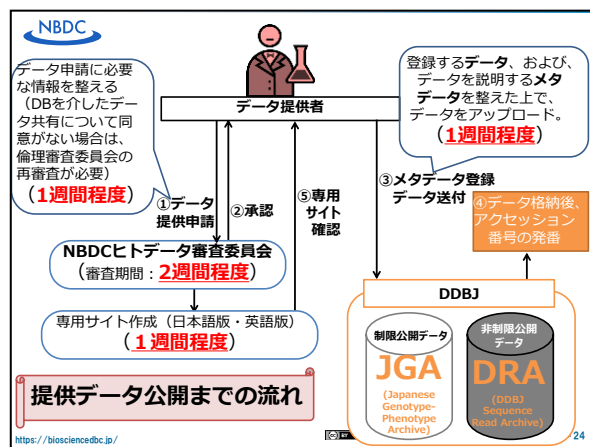 NBDC
データ申請に必要
な情報を整える
（DBを介したデー
タ共有について同
意がない場合は、
倫理審査委員会の
再審査が必要）
（1週間程度）
データ提供者
登録するデータ、および、
データを説明するメタ
データを整えた上で、
データをアップロード。
（1週間程度）
①データ
提供申請
②承認
⑤専用
サイト
確認
③メタデータ登録
データ送付
④データ格納後、
アクセッション
番号の発番
NBDCヒトデータ審査委員会
（審査期間：2週間程度）
専用サイト作成（日本語版・英語版）
（１週間程度）
DDBJ
制限公開データ
JGA
(Japanese
Genotype-
Phenotype
Archive)
非制限公開
データ
DRA
(DDBJ
Sequence
Read Archive)
提供データ公開までの流れ
https://biosciencedbc.jp/
24